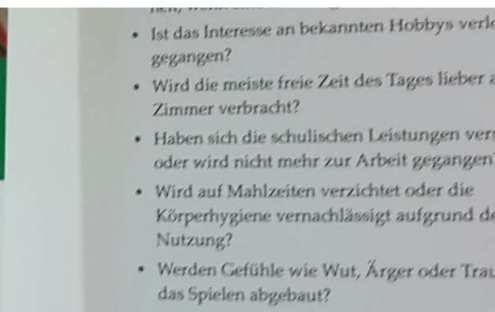 • Ist das Interesse an bekannten Hobbys
gegangen?
• Wird die meiste freie Zeit des Tages lieber
Zimmer verbracht?
• Haben sich die schulischen Leistungen
oder wird nicht mehr zur Arbeit gegangen
• Wird auf Mahlzeiten verzichtet oder die
Körperhygiene vernachlässigt aufgrund
Nutzung?
• Werden Gefühle wie Wut, Ärger oder
das Spielen abgebaut?